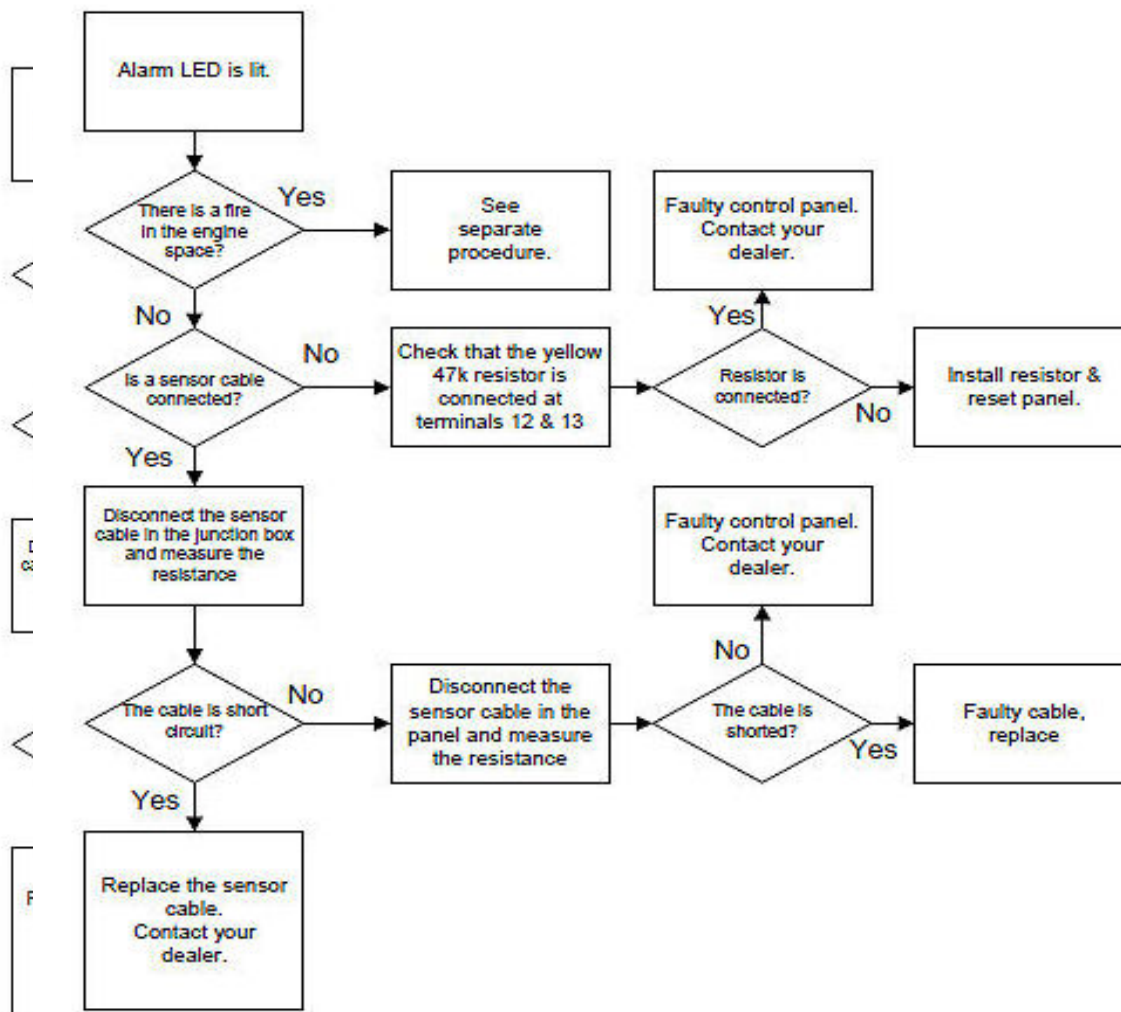 Alarm LED is lit.
There is a fire
in the engine
space?
Yes
See
separate
procedure.
Faulty control panel.
Contact your
dealer.
No
Yes
Is a sensor cable
connected?
No
Check that the yellow
47k resistor is
connected at
terminals 12 & 13
Resistor is
connected?
No
Install resistor &
reset panel.
Yes
Disconnect the sensor
cable in the junction box
and measure the
resistance
Faulty control panel.
Contact your
dealer.
No
The cable is short
circuit?
No
Disconnect the
sensor cable in the
panel and measure
the resistance
The cable is
shorted?
Yes
Faulty cable,
replace
Yes
Replace the sensor
cable.
Contact your
dealer.